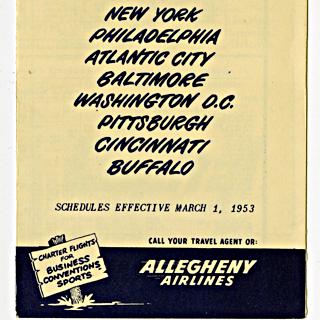 NEW YORK
PHILADELPHIA
ATLANTIC CITY
BALTIMORE
WASHINGTON D.C.
PITTSBURGH
CINCINNATI
BUFFALO
SCHEDULES EFFECTIVE MARCH 1, 1953
CALL YOUR TRAVEL AGENT OR:
ALLEGHENY
AIRLINES
CHARTER FLIGHTS
FOR
BUSINESS
CONVENTIONS
SPORTS